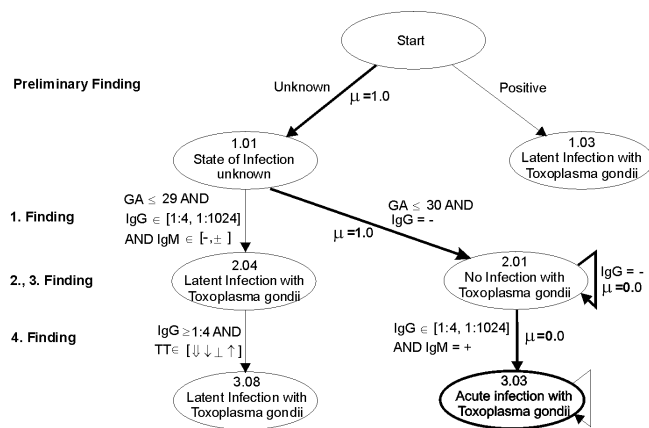 Start
Preliminary Finding
Unknown
μ=1.0
Positive
1.01
State of Infection
unknown
1.03
Latent Infection with
Toxoplasma gondii
1. Finding
GA ≤ 29 AND
IgG ∈ [1:4, 1:1024]
AND IgM ∈ [-,± ]
GA ≤ 30 AND
IgG = -
μ=1.0
2., 3. Finding
2.04
Latent Infection with
Toxoplasma gondii
2.01
No Infection with
Toxoplasma gondii
IgG = -
μ=0.0
4. Finding
IgG ≥1:4 AND
TT∈ [⇓ ↓ ⊥ ↑ ]
IgG ∈ [1:4, 1:1024]
AND IgM = +
μ=0.0
3.08
Latent Infection with
Toxoplasma gondii
3.03
Acute infection with
Toxoplasma gondii